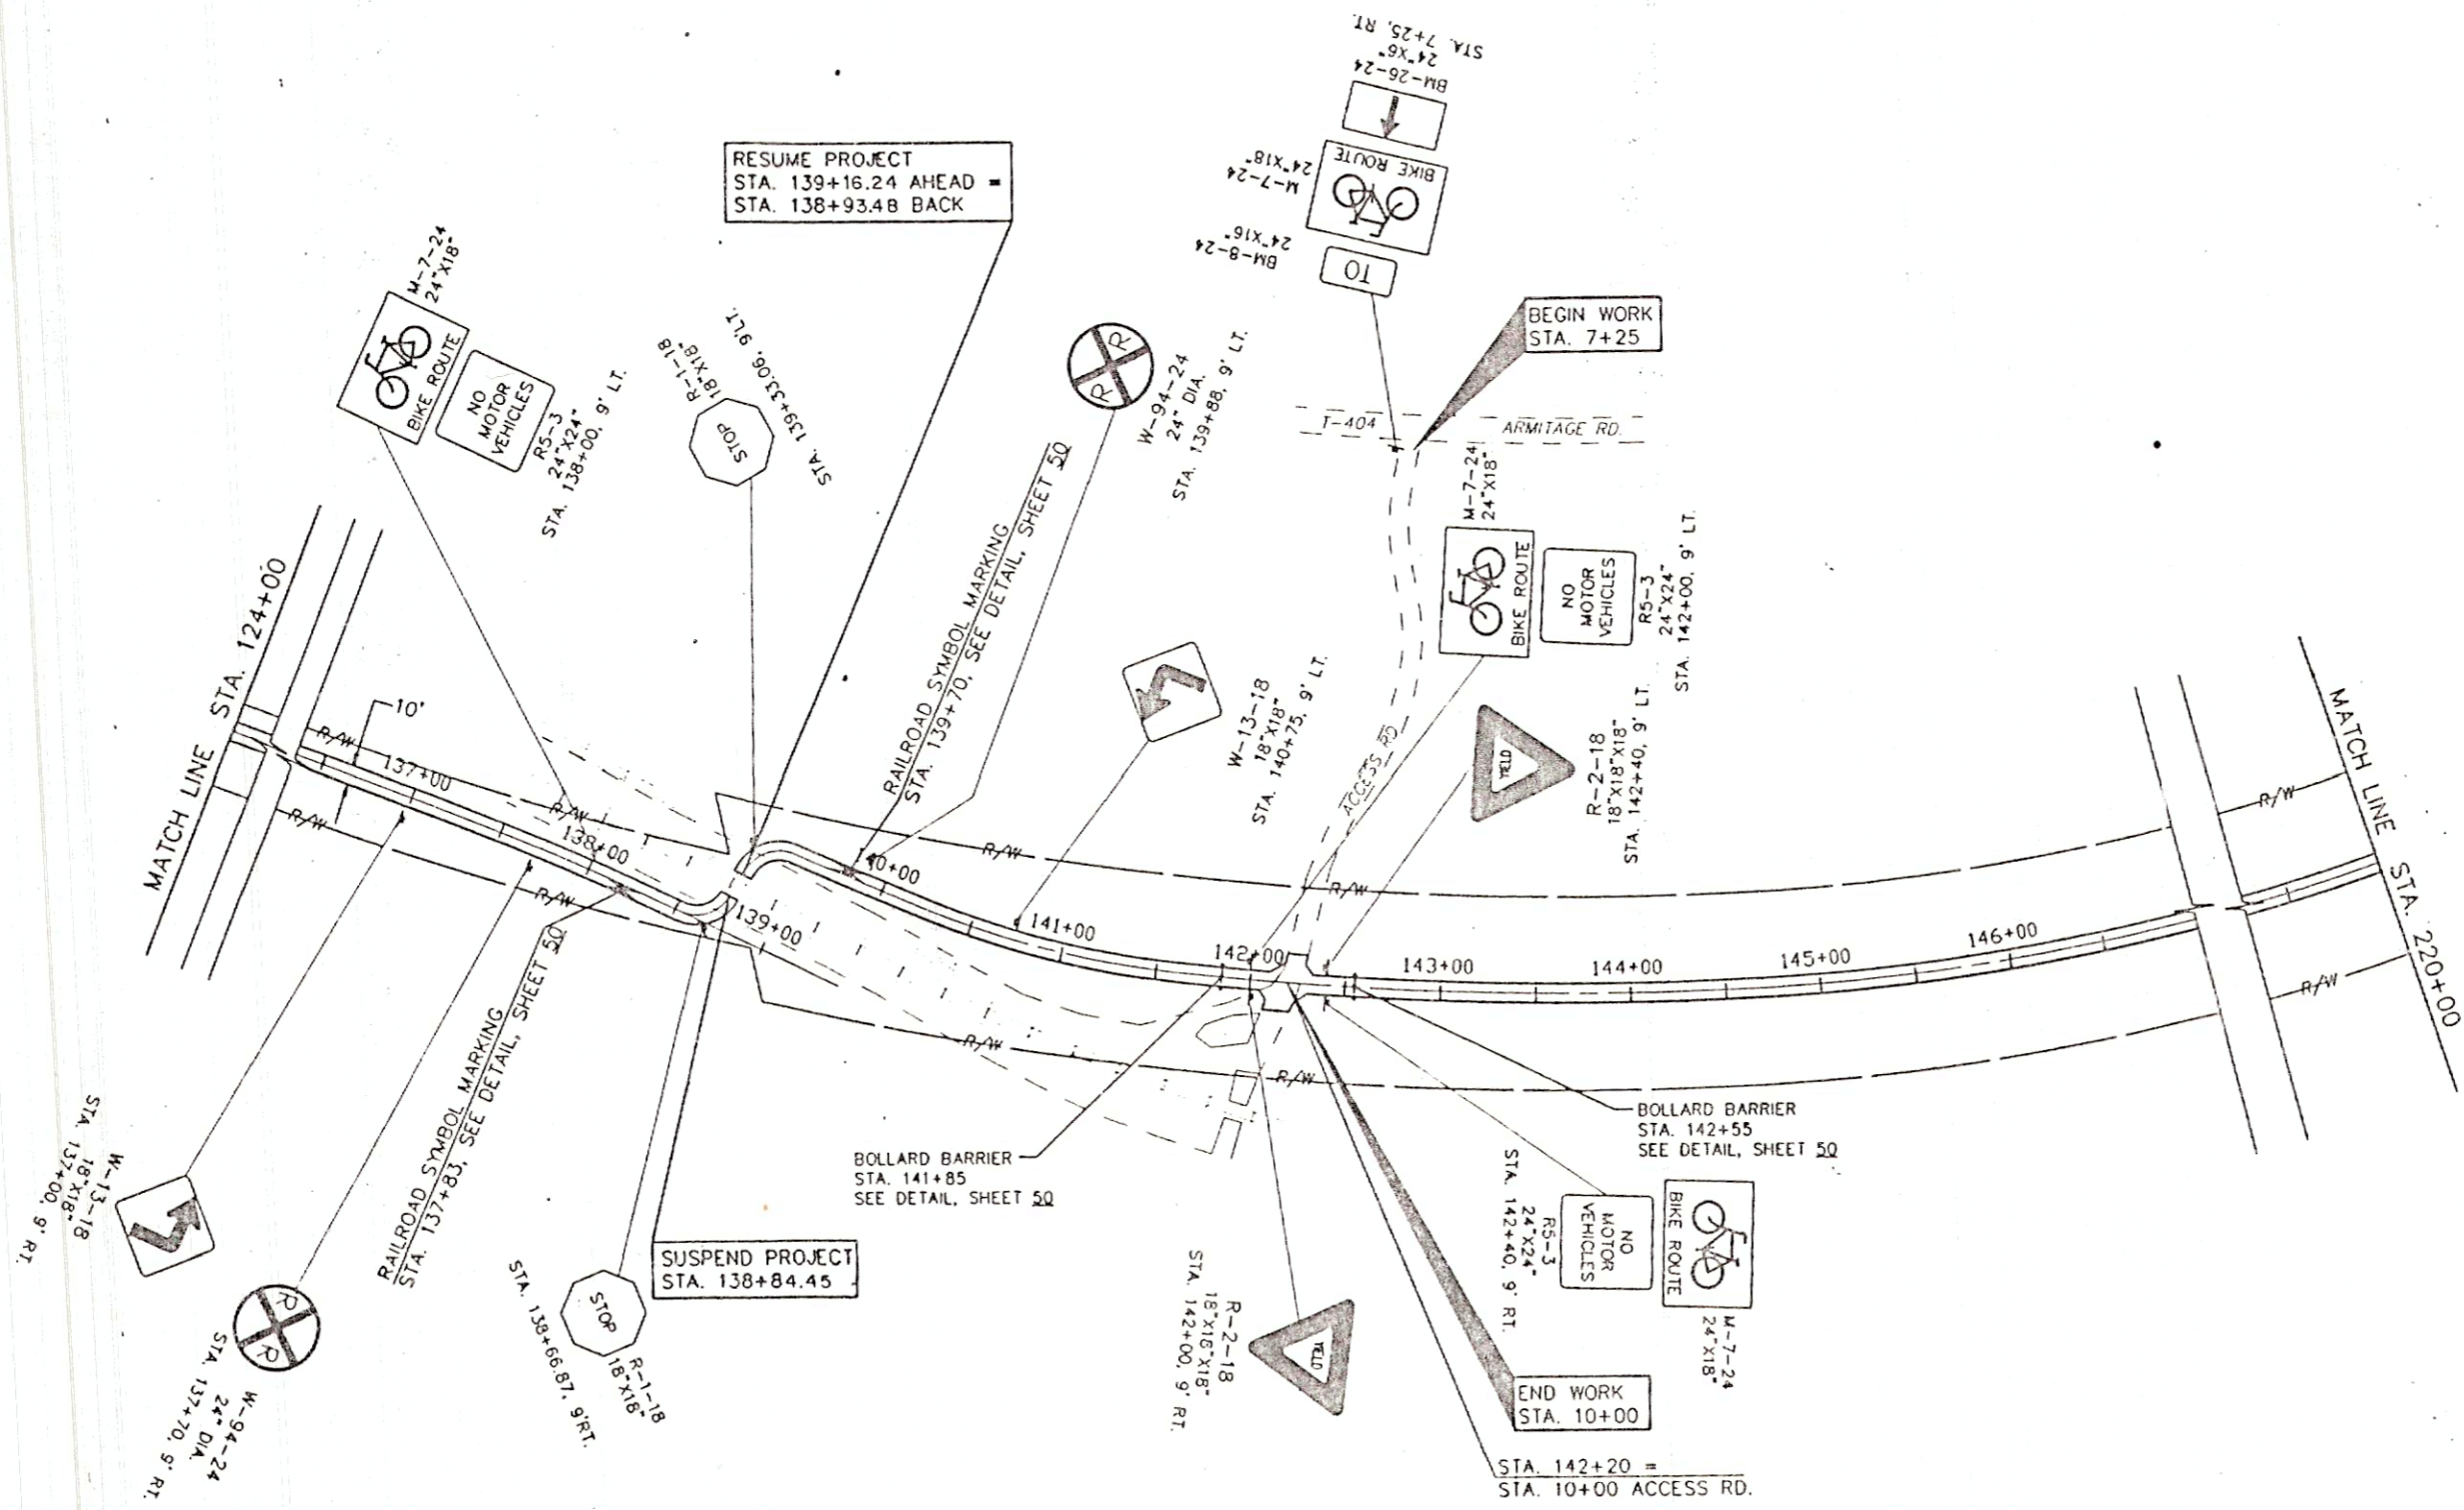 STA. 7+25, RT.
24"X6"
BM-26-24
BIKE ROUTE
M-7-24
24"X18"
BM-8-24
24"X16"
TO
RESUME PROJECT
STA. 139+16.24 AHEAD =
STA. 138+93.48 BACK
BEGIN WORK
STA. 7+25
T-404
ARMITAGE RD.
M-7-24
24"X18"
BIKE ROUTE
NO
MOTOR
VEHICLES
R5-3
24"X24"
STA. 138+00, 9' LT.
R-1-18
18"X18"
STOP
STA. 139+33.06, 9'LT.
R
R
W-94-24
24" DIA.
STA. 139+88, 9' LT.
RAILROAD SYMBOL MARKING
STA. 139+70, SEE DETAIL, SHEET 50
M-7-24
24"X18"
BIKE ROUTE
NO
MOTOR
VEHICLES
R5-3
24"X24"
STA. 142+00, 9' LT.
W-13-18
18"X18"
STA. 140+75, 9' LT.
ACCESS RD
YIELD
R-2-18
18"X18"X18"
STA. 142+40, 9' LT.
MATCH LINE STA. 124+00
10'
R/W
R/W
R/W
R/W
R/W
R/W
R/W
R/W
R/W
R/W
137+00
138+00
139+00
140+00
141+00
142+00
143+00
144+00
145+00
146+00
MATCH LINE STA. 220+00
W-13-18
18"X18"
STA. 137+00, 9' RT.
R
R
W-94-24
24" DIA.
STA. 137+70, 9' RT.
RAILROAD SYMBOL MARKING
STA. 137+83, SEE DETAIL, SHEET 50
STOP
R-1-18
18"X18"
STA. 138+66.87, 9'RT.
SUSPEND PROJECT
STA. 138+84.45
BOLLARD BARRIER
STA. 141+85
SEE DETAIL, SHEET 50
BOLLARD BARRIER
STA. 142+55
SEE DETAIL, SHEET 50
YIELD
R-2-18
18"X18"X18"
STA. 142+00, 9' RT.
NO
MOTOR
VEHICLES
R5-3
24"X24"
STA. 142+40, 9' RT.
BIKE ROUTE
M-7-24
24"X18"
END WORK
STA. 10+00
STA. 142+20 =
STA. 10+00 ACCESS RD.